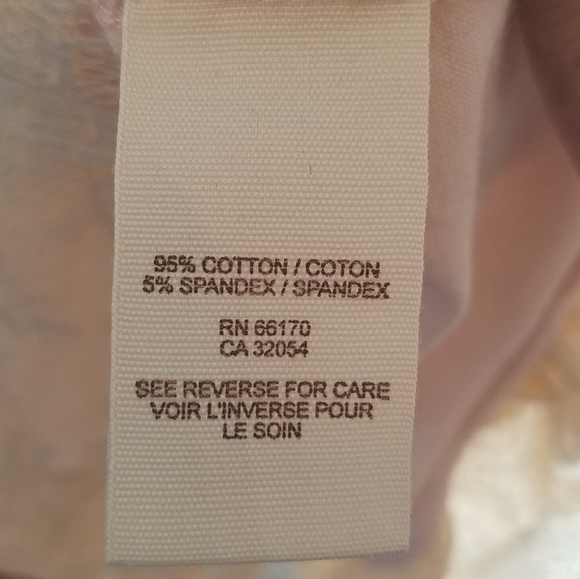 95% COTTON / COTON
5% SPANDEX / SPANDEX
RN 66170
CA 32054
SEE REVERSE FOR CARE
VOIR L'INVERSE POUR
LE SOIN